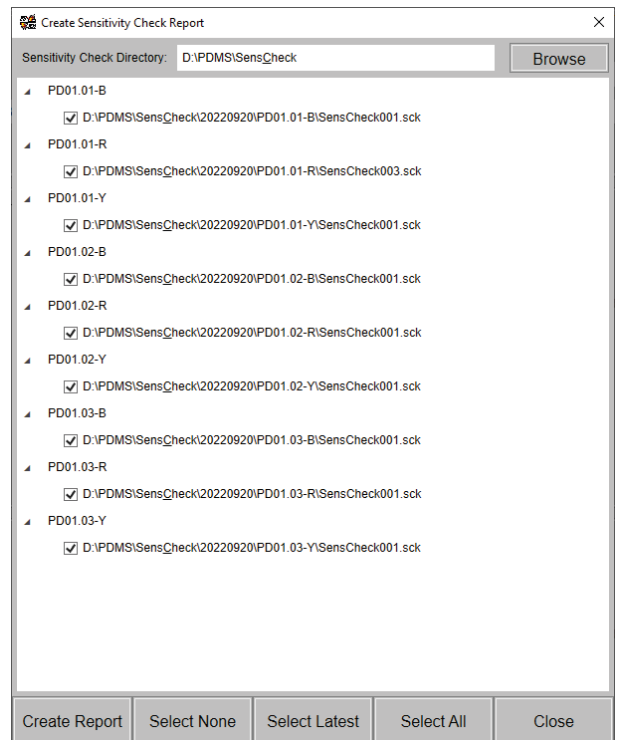 Create Sensitivity Check Report
Sensitivity Check Directory: D:\PDMS\SensCheck Browse
PD01.01-B
D:\PDMS\SensCheck\20220920\PD01.01-B\SensCheck001.sck
PD01.01-R
D:\PDMS\SensCheck\20220920\PD01.01-R\SensCheck003.sck
PD01.01-Y
D:\PDMS\SensCheck\20220920\PD01.01-Y\SensCheck001.sck
PD01.02-B
D:\PDMS\SensCheck\20220920\PD01.02-B\SensCheck001.sck
PD01.02-R
D:\PDMS\SensCheck\20220920\PD01.02-R\SensCheck001.sck
PD01.02-Y
D:\PDMS\SensCheck\20220920\PD01.02-Y\SensCheck001.sck
PD01.03-B
D:\PDMS\SensCheck\20220920\PD01.03-B\SensCheck001.sck
PD01.03-R
D:\PDMS\SensCheck\20220920\PD01.03-R\SensCheck001.sck
PD01.03-Y
D:\PDMS\SensCheck\20220920\PD01.03-Y\SensCheck001.sck
Create Report Select None Select Latest Select All Close